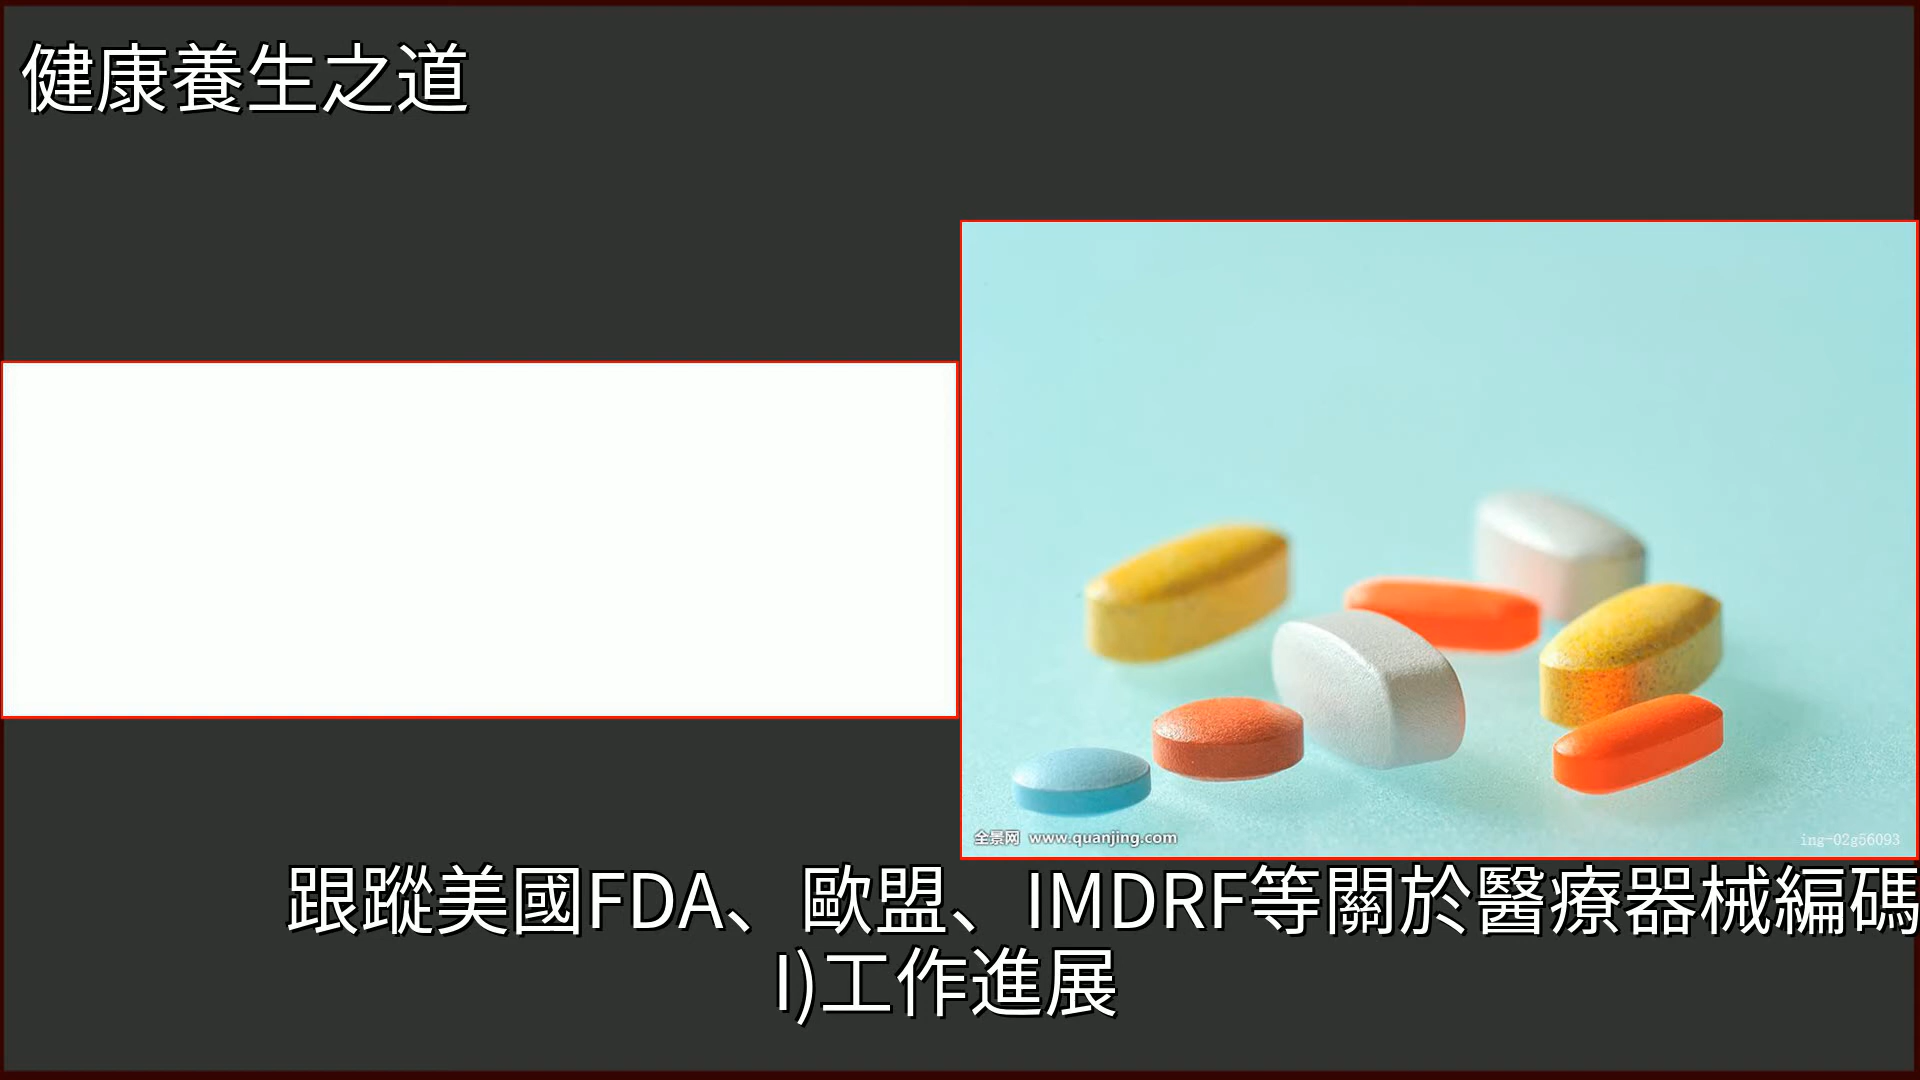 健康養生之道
全景网 www.quanjing.com
ing-02g56093
跟蹤美國FDA、歐盟、IMDRF等關於醫療器械編碼
I)工作進展